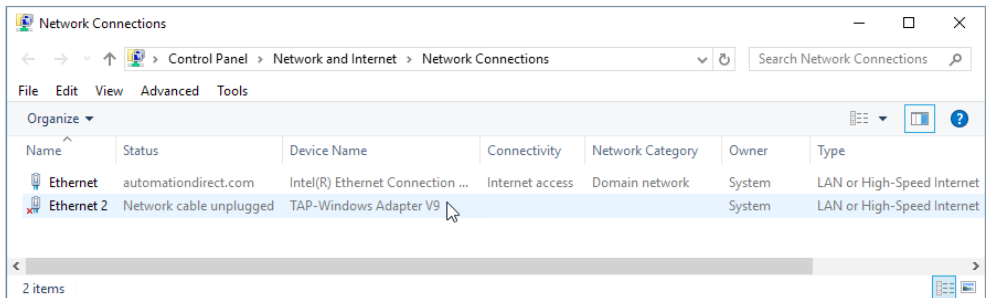 Network Connections
Control Panel > Network and Internet > Network Connections
Search Network Connections
File Edit View Advanced Tools
Organize
Name Status Device Name Connectivity Network Category Owner Type
Ethernet automationdirect.com Intel(R) Ethernet Connection ... Internet access Domain network System LAN or High-Speed Internet
Ethernet 2 Network cable unplugged TAP-Windows Adapter V9 System LAN or High-Speed Internet
2 items